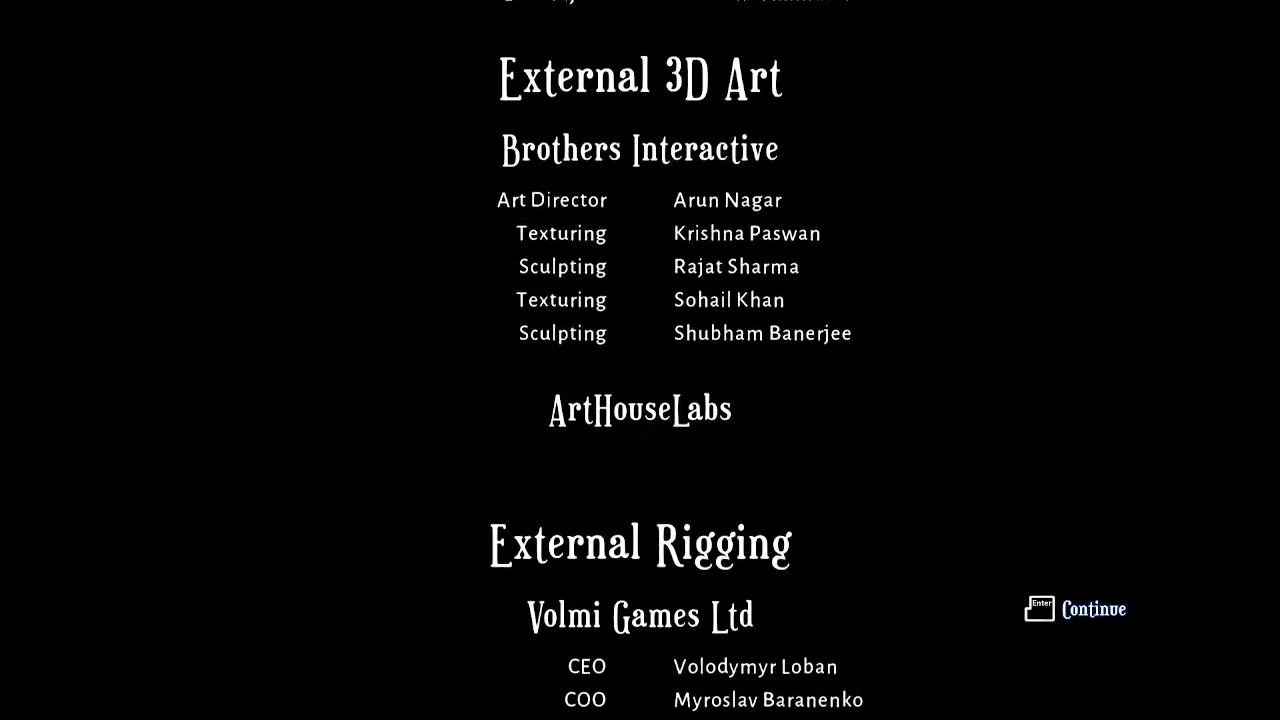 External 3D Art
Brothers Interactive
Art Director Arun Nagar
Texturing Krishna Paswan
Sculpting Rajat Sharma
Texturing Sohail Khan
Sculpting Shubham Banerjee
ArtHouseLabs
External Rigging
Volmi Games Ltd
Enter Continue
CEO Volodymyr Loban
COO Myroslav Baranenko